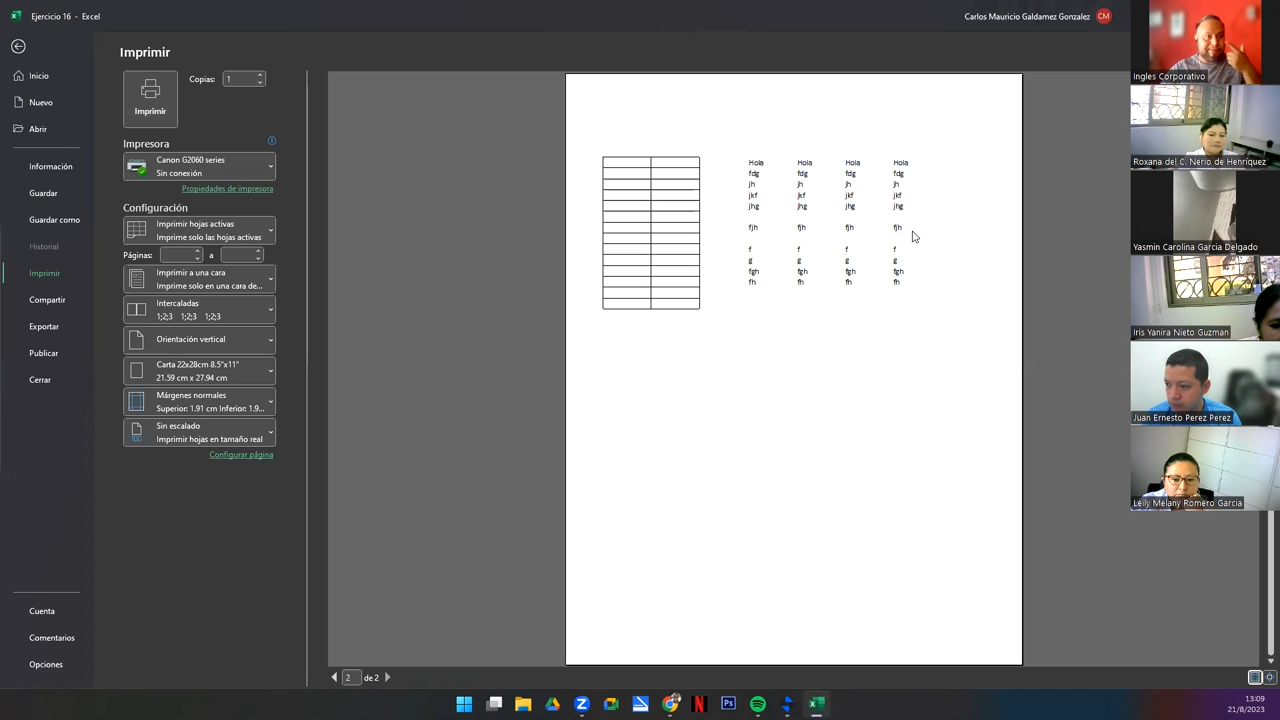 Ejercicio 16 - Excel
Carlos Mauricio Galdamez Gonzalez CM
Imprimir
Inicio
Nuevo
Abrir
Información
Guardar
Guardar como
Historial
Imprimir
Compartir
Exportar
Publicar
Cerrar
Cuenta
Comentarios
Opciones
Imprimir
Copias: 1
Impresora
Canon G2060 series
Sin conexión
Propiedades de impresora
Configuración
Imprimir hojas activas
Imprime solo las hojas activas
Páginas: a
Imprimir a una cara
Imprime solo en una cara de...
Intercaladas
1;2;3 1;2;3 1;2;3
Orientación vertical
Carta 22x28cm 8.5"x11"
21.59 cm x 27.94 cm
Márgenes normales
Superior: 1.91 cm Inferior: 1.9...
Sin escalado
Imprimir hojas en tamaño real
100
Configurar página
Hola Hola Hola Hola
fdg fdg fdg fdg
jh jh jh jh
jkf jkf jkf jkf
jhg jhg jhg jhg
fjh fjh fjh fjh
f f f f
g g g g
fgh fgh fgh fgh
fh fh fh fh
2 de 2
Ingles Corporativo
Roxana del C. Nerio de Henríquez
Yasmin Carolina Garcia Delgado
Iris Yanira Nieto Guzman
Juan Ernesto Perez Perez
Leily Melany Romero Garcia
13:09
21/8/2023